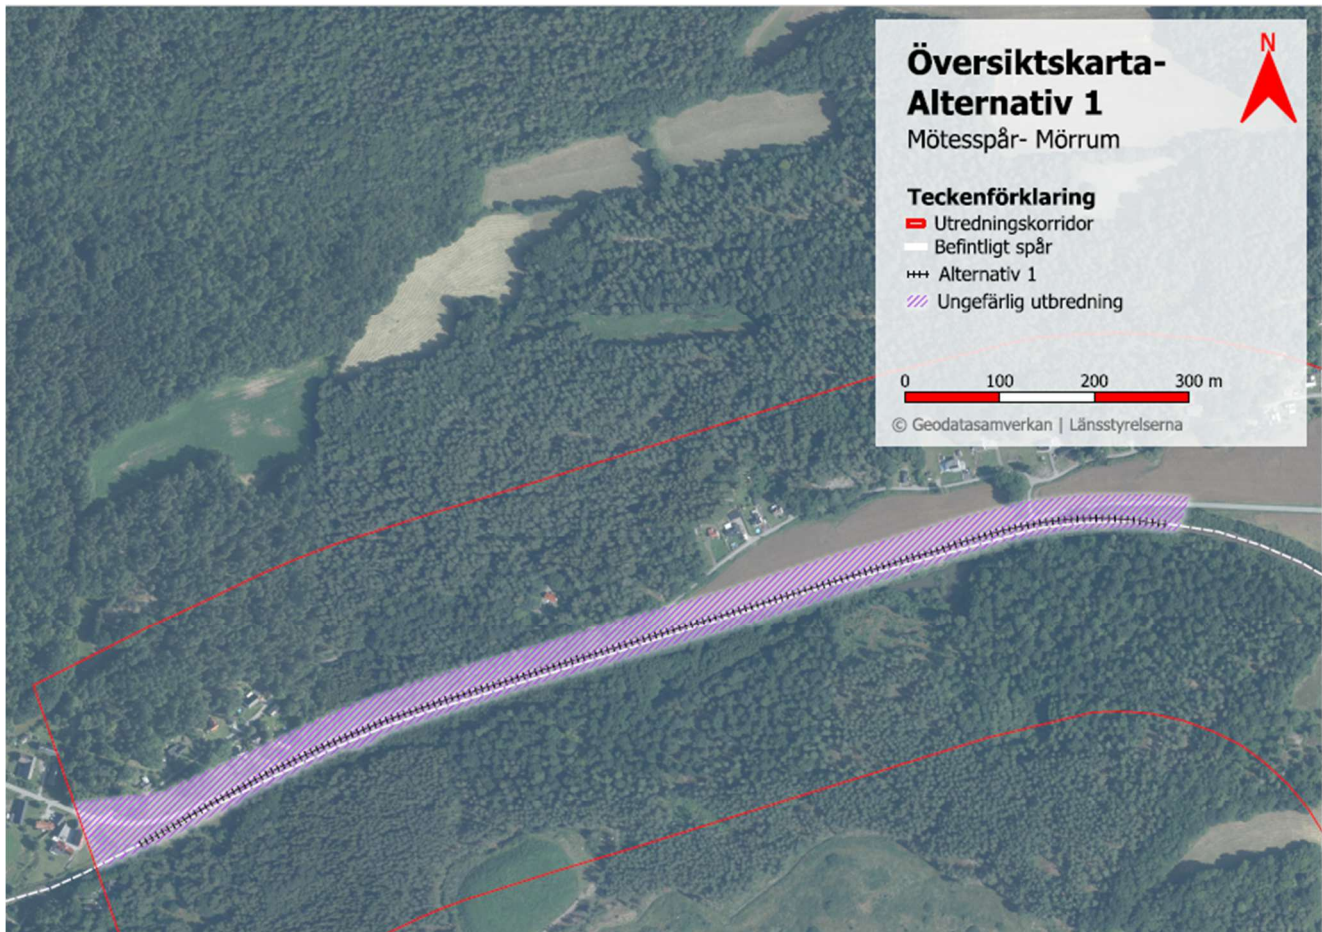 N
Översiktskarta-
Alternativ 1
Mötesspår- Mörrum
Teckenförklaring
Utredningskorridor
Befintligt spår
Alternativ 1
Ungefärlig utbredning
0 100 200 300 m
© Geodatasamverkan | Länsstyrelserna